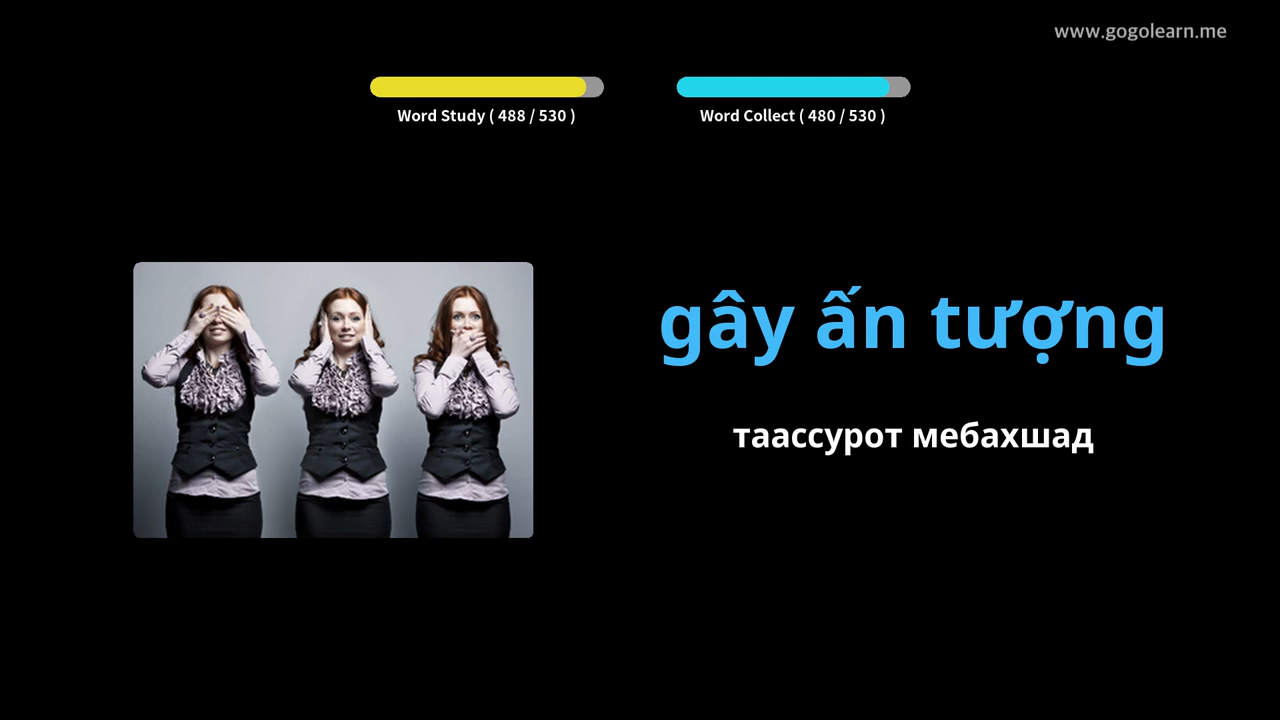 www.gogolearn.me
Word Study ( 488 / 530 )
Word Collect ( 480 / 530 )
gây ấn tượng
таассурот мебахшад